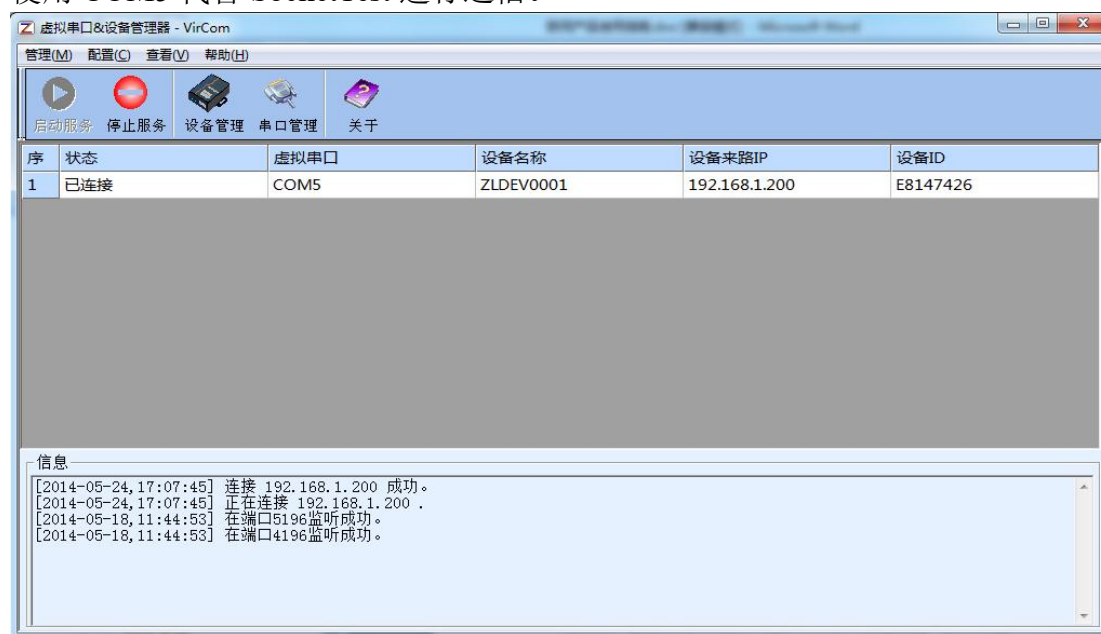 虚拟串口&设备管理器 - VirCom
管理(M) 配置(C) 查看(V) 帮助(H)
启动服务 停止服务 设备管理 串口管理 关于
序 状态 虚拟串口 设备名称 设备来路IP 设备ID
1 已连接 COM5 ZLDEV0001 192.168.1.200 E8147426
信息
[2014-05-24,17:07:45] 连接 192.168.1.200 成功。
[2014-05-24,17:07:45] 正在连接 192.168.1.200 .
[2014-05-18,11:44:53] 在端口5196监听成功。
[2014-05-18,11:44:53] 在端口4196监听成功。